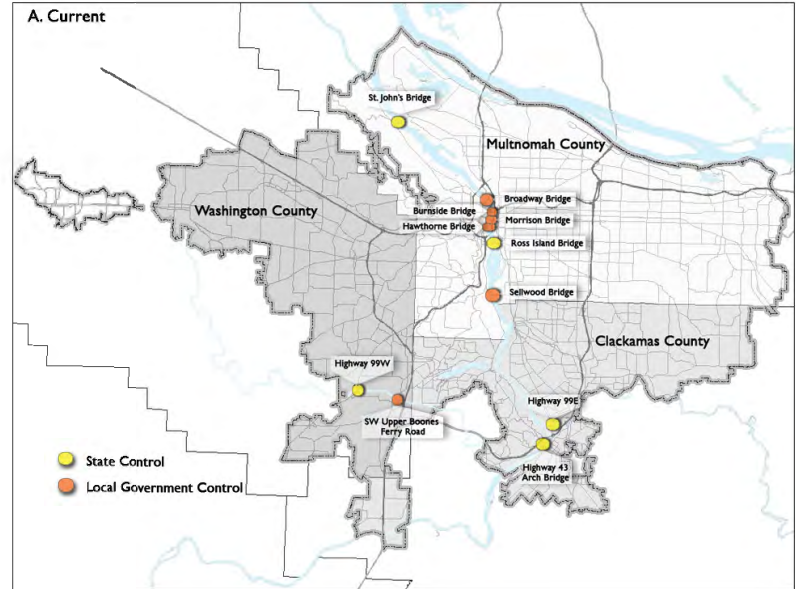 A. Current
St. John's Bridge
Multnomah County
Broadway Bridge
Burnside Bridge
Washington County
Morrison Bridge
Hawthorne Bridge
Ross Island Bridge
Sellwood Bridge
Clackamas County
Highway 99W
Highway 99E
SW Upper Boones
Ferry Road
State Control
Highway 43
Arch Bridge
Local Government Control